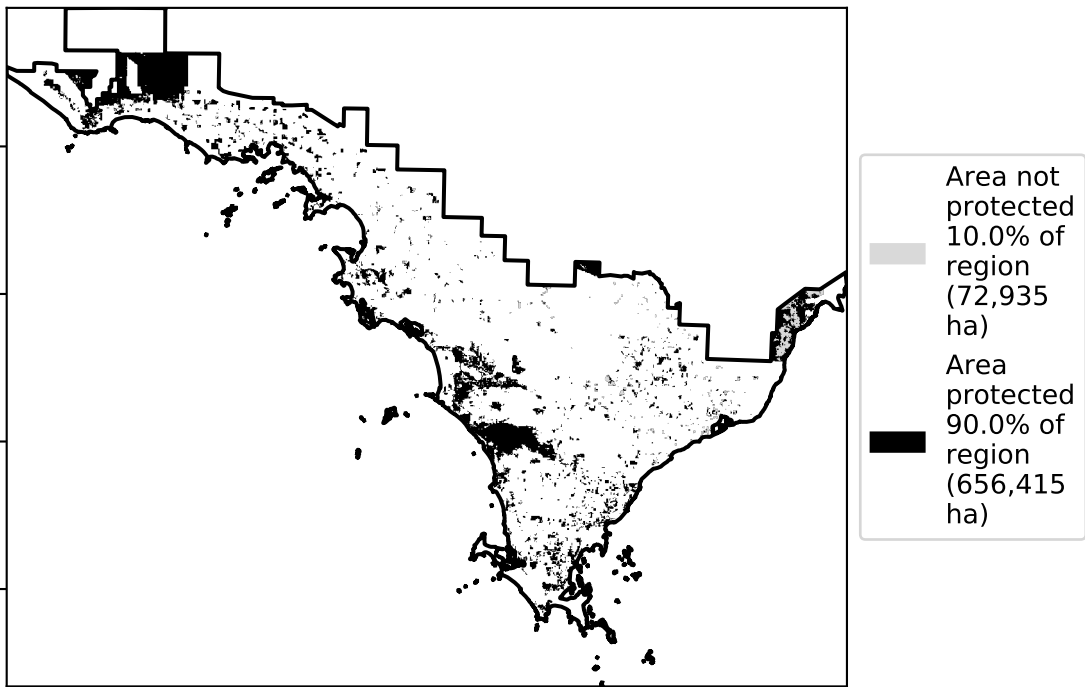 Area not
protected
10.0% of
region
(72,935
ha)
Area
protected
90.0% of
region
(656,415
ha)